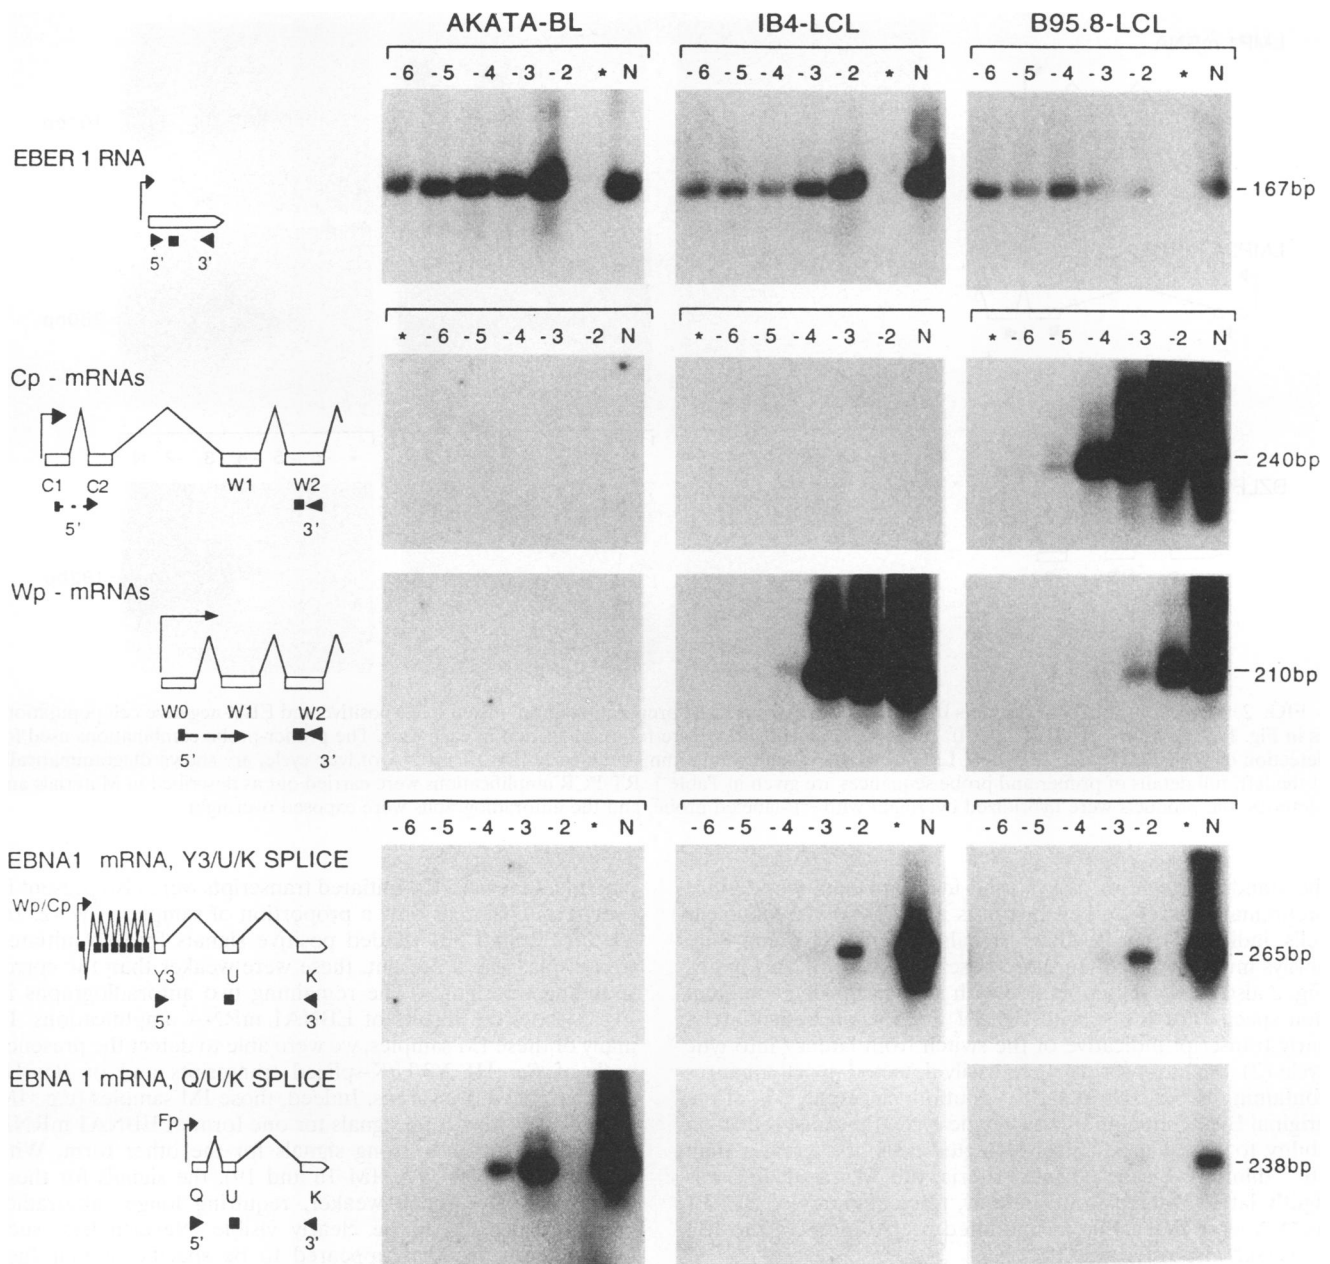 AKATA-BL IB4-LCL B95.8-LCL
-6 -5 -4 -3 -2 * N -6 -5 -4 -3 -2 * N -6 -5 -4 -3 -2 * N
EBER 1 RNA
-167bp
5' 3'
* -6 -5 -4 -3 -2 N * -6 -5 -4 -3 -2 N * -6 -5 -4 -3 -2 N
Cp - mRNAs
-240bp
C1 C2 W1 W2
5' 3'
Wp - mRNAs
-210bp
W0 W1 W2
5' 3'
-6 -5 -4 -3 -2 * N -6 -5 -4 -3 -2 * N -6 -5 -4 -3 -2 * N
EBNA1 mRNA, Y3/U/K SPLICE
Wp/Cp
-265bp
Y3 U K
5' 3'
EBNA 1 mRNA, Q/U/K SPLICE
Fp
-238bp
Q U K
5' 3'